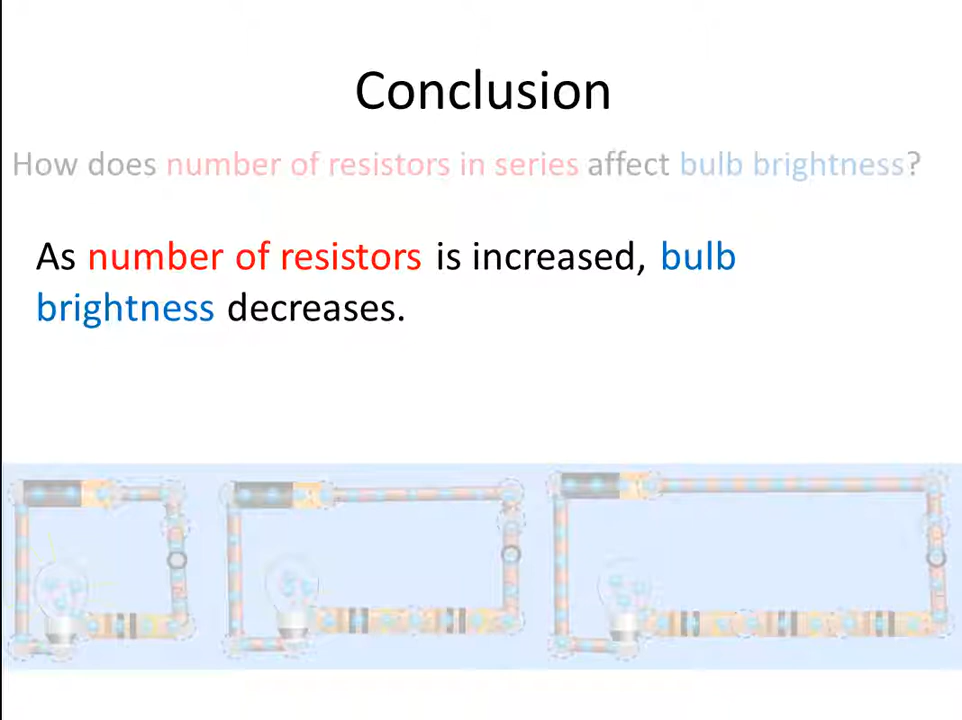 Conclusion
How does number of resistors in series affect bulb brightness?
As number of resistors is increased, bulb
brightness decreases.